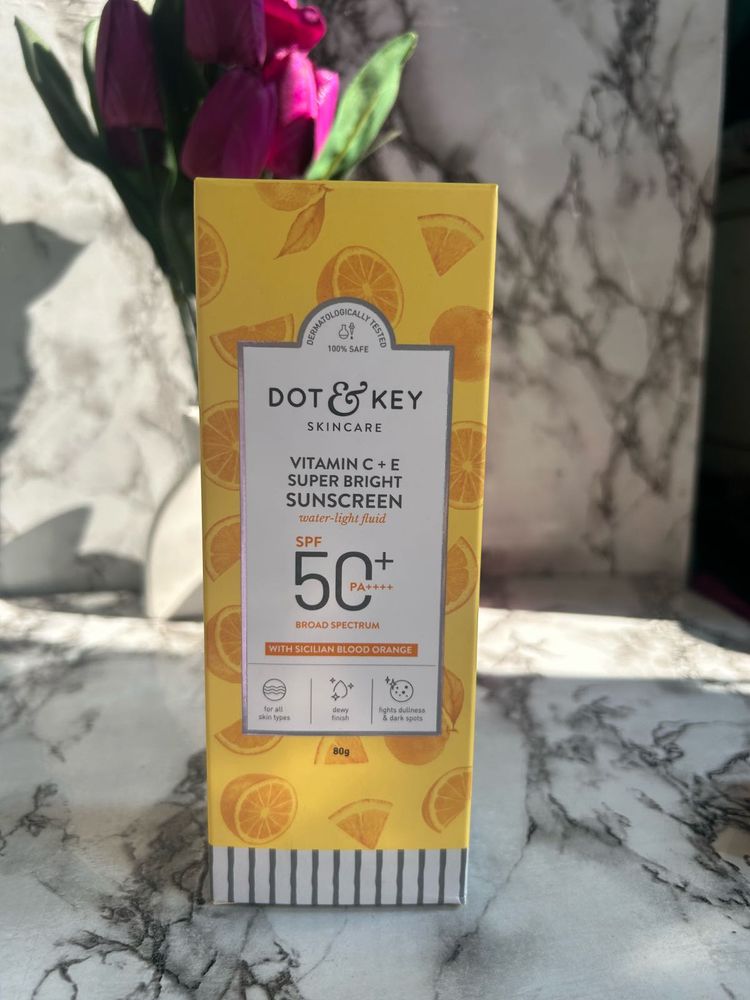 DERMATOLOGICALLY TESTED
100% SAFE
DOT & KEY
SKINCARE
VITAMIN C + E
SUPER BRIGHT
SUNSCREEN
water-light fluid
SPF
50+
PA++++
BROAD SPECTRUM
WITH SICILIAN BLOOD ORANGE
for all
skin types
dewy
finish
fights dullness
& dark spots
80g